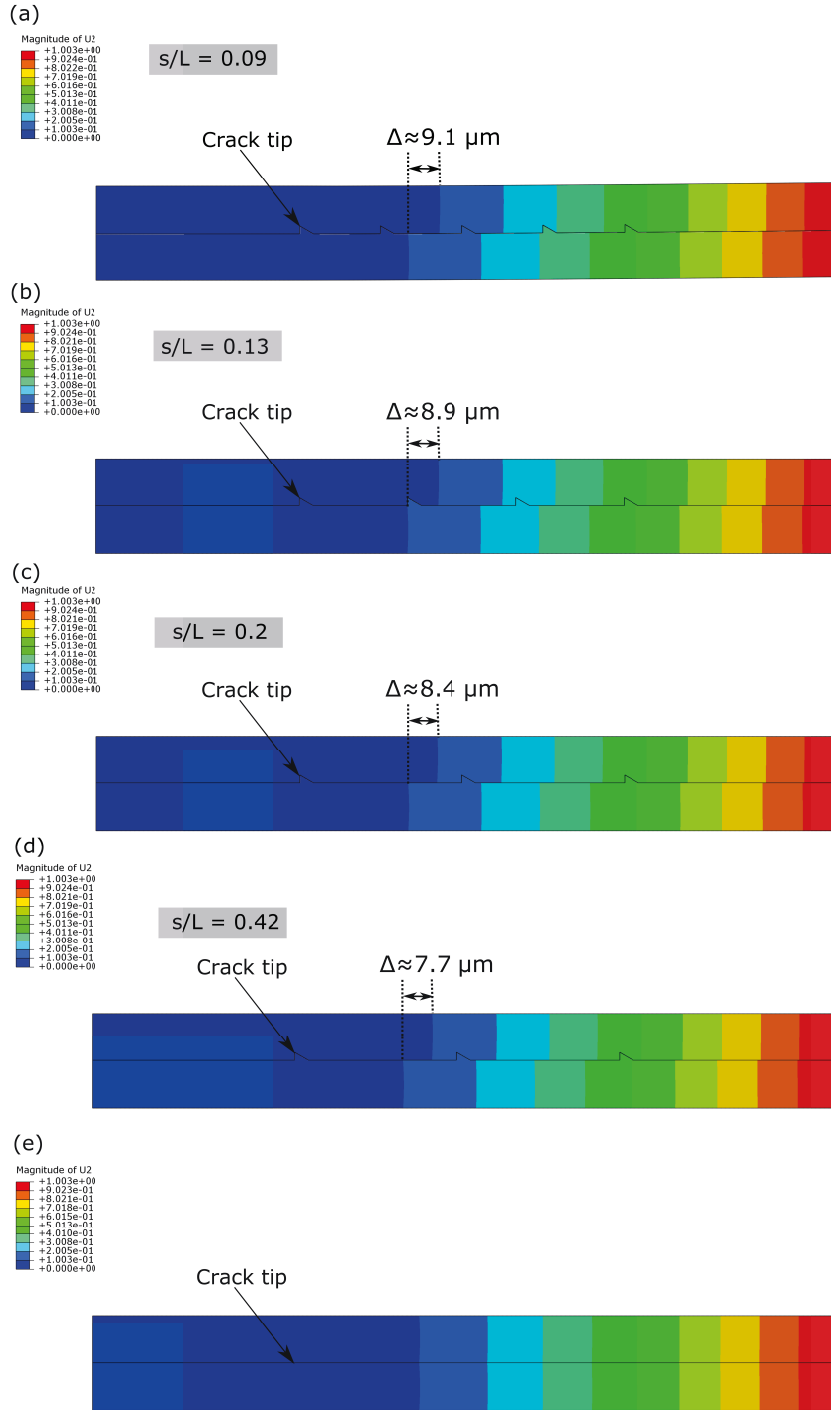 (a)
Magnitude of U2
+1.003e+00
+9.024e-01
+8.022e-01
+7.019e-01
+6.016e-01
+5.013e-01
+4.011e-01
+3.008e-01
+2.005e-01
+1.003e-01
+0.000e+00
s/L = 0.09
Crack tip
Δ≈9.1 μm
(b)
Magnitude of U2
+1.003e+00
+9.024e-01
+8.021e-01
+7.019e-01
+6.016e-01
+5.013e-01
+4.011e-01
+3.008e-01
+2.005e-01
+1.003e-01
+0.000e+00
s/L = 0.13
Crack tip
Δ≈8.9 μm
(c)
Magnitude of U2
+1.003e+00
+9.024e-01
+8.021e-01
+7.019e-01
+6.016e-01
+5.013e-01
+4.011e-01
+3.008e-01
+2.005e-01
+1.003e-01
+0.000e+00
s/L = 0.2
Crack tip
Δ≈8.4 μm
(d)
Magnitude of U2
+1.003e+00
+9.024e-01
+8.021e-01
+7.019e-01
+6.016e-01
+5.013e-01
+4.011e-01
+3.008e-01
+2.005e-01
+1.003e-01
+0.000e+00
s/L = 0.42
Crack tip
Δ≈7.7 μm
(e)
Magnitude of U2
+1.003e+00
+9.023e-01
+8.021e-01
+7.018e-01
+6.015e-01
+5.013e-01
+4.010e-01
+3.008e-01
+2.005e-01
+1.003e-01
+0.000e+00
Crack tip